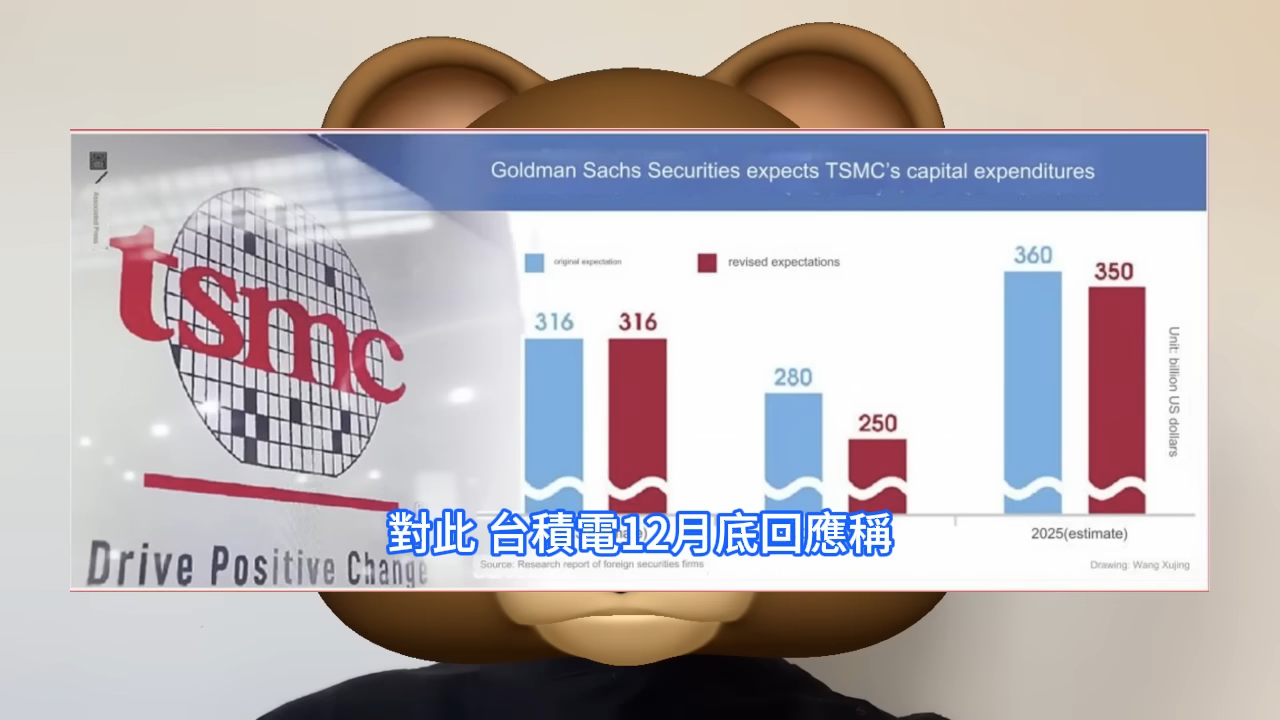 Goldman Sachs Securities expects TSMC's capital expenditures
tsmc
Drive Positive Change
original expectation
revised expectations
316
316
280
250
360
350
Unit: billion US dollars
2025(estimate)
對此 台積電12月底回應稱
Source: Research report of foreign securities firms
Drawing: Wang Xujing